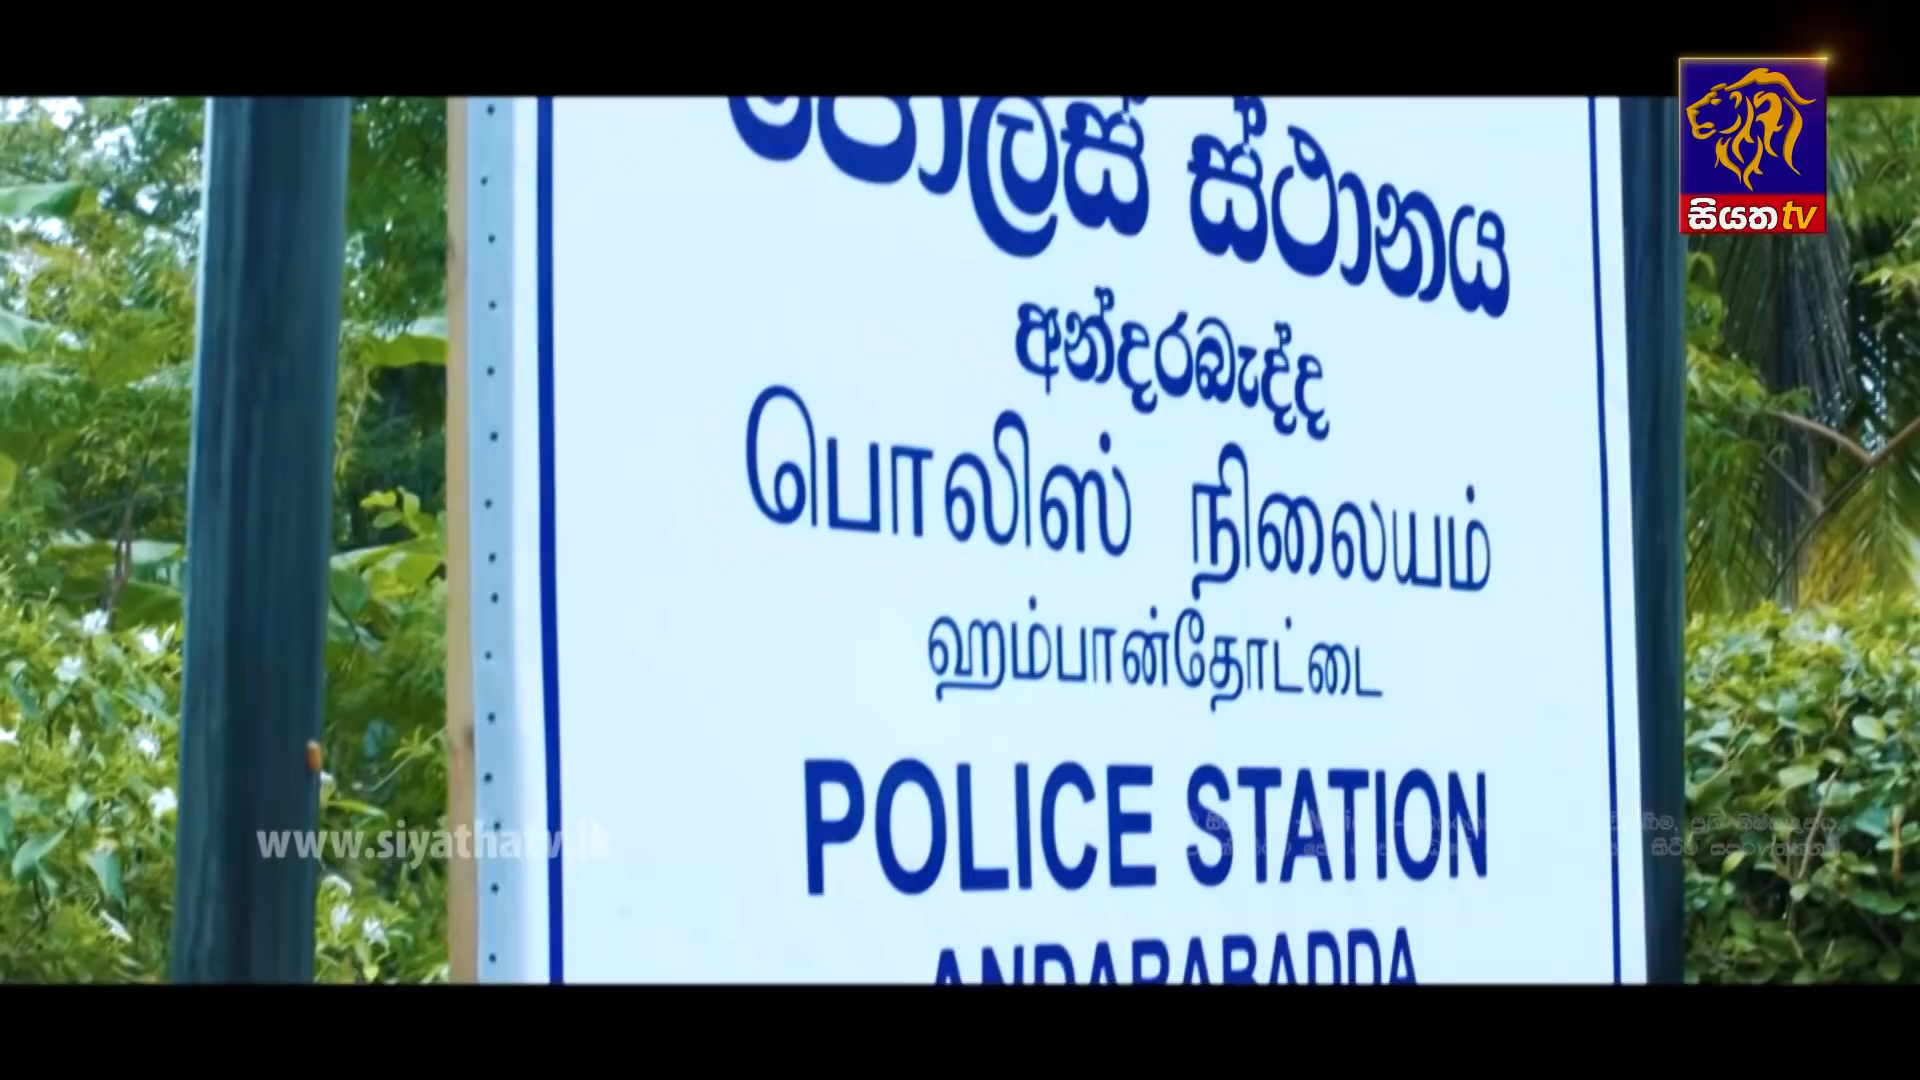 පොලිස් ස්ථානය
අන්දරබැද්ද
பொலிஸ் நிலையம்
ஹம்பான்தோட்டை
POLICE STATION
ANDARABADDA
සියත tv
www.siyathatv.lk